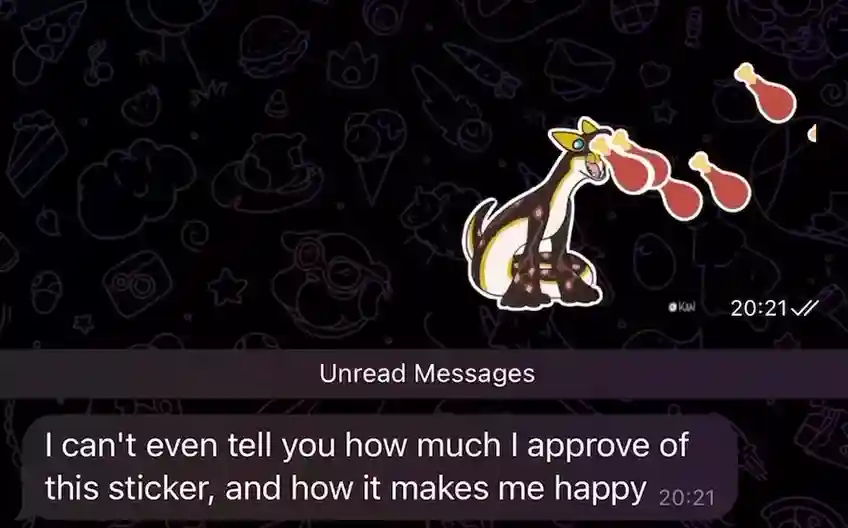 20:21
Unread Messages
I can't even tell you how much I approve of
this sticker, and how it makes me happy 20:21